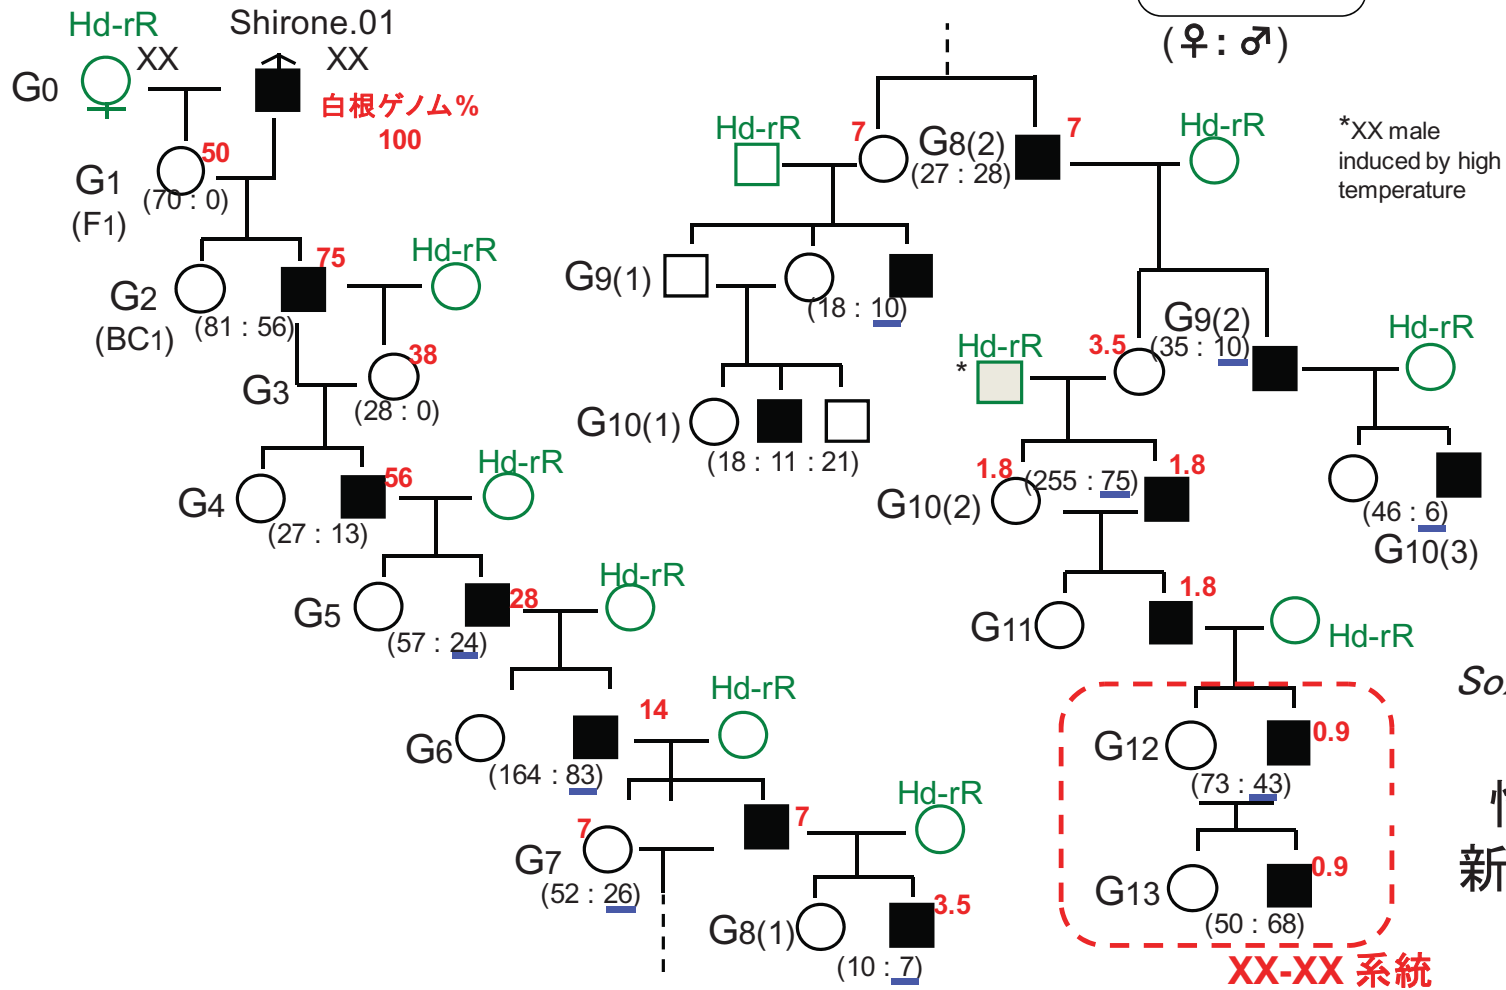 Hd-rR
Shirone.01
XX
XX
G0
白根ゲノム%
100
50
G1
(F1)
(70 : 0)
75
Hd-rR
G2
(BC1)
(81 : 56)
38
G3
(28 : 0)
56
Hd-rR
G4
(27 : 13)
28
Hd-rR
G5
(57 : 24)
14
Hd-rR
G6
(164 : 83)
7
7
Hd-rR
G7
(52 : 26)
3.5
G8(1)
(10 : 7)
(♀ : ♂)
Hd-rR
7
G8(2)
(27 : 28)
7
Hd-rR
*XX male
induced by high
temperature
G9(1)
(18 : 10)
G10(1)
(18 : 11 : 21)
G9(2)
(35 : 10)
3.5
Hd-rR
*
Hd-rR
1.8
(255 : 75)
1.8
G10(2)
(46 : 6)
G10(3)
1.8
G11
Hd-rR
G12
0.9
(73 : 43)
G13
0.9
(50 : 68)
XX-XX 系統
新